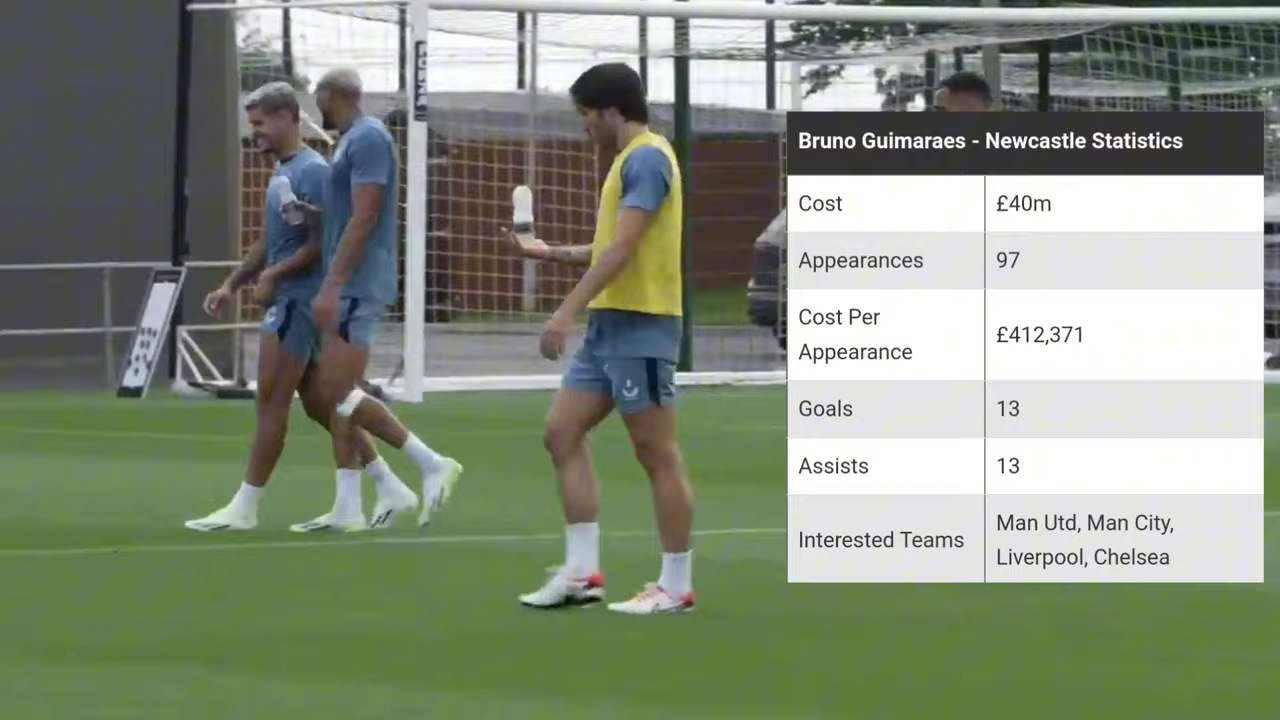 Bruno Guimaraes - Newcastle Statistics
Cost £40m
Appearances 97
Cost Per
Appearance
£412,371
Goals 13
Assists 13
Interested Teams
Man Utd, Man City,
Liverpool, Chelsea